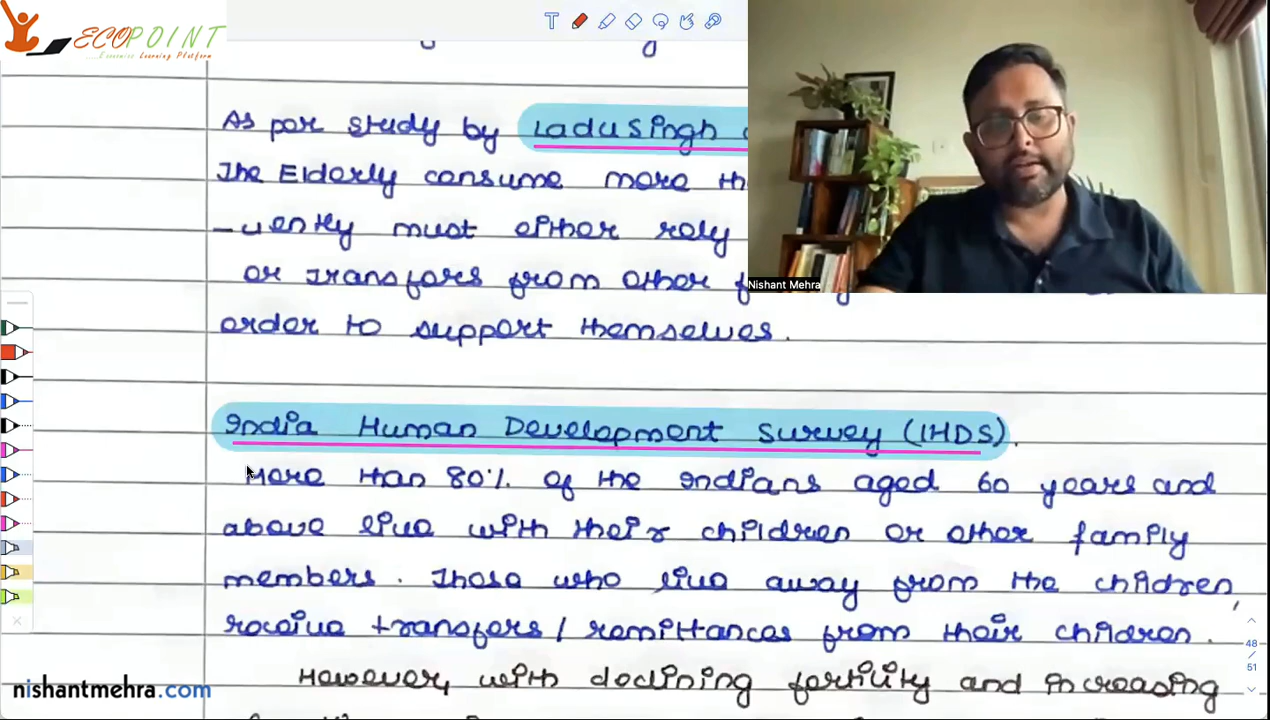 ECOPOINT
Economics Learning Platform
As per study by Ladusingh
The Elderly consume more
-uently must either rely
or transfers from other
Nishant Mehra
order to support themselves.
India Human Development Survey (IHDS).
More than 80% of the Indians aged 60 years and
above live with their children or other family
members. Those who live away from the children,
receive transfers/remittances from their children.
48
/
51
However, with declining fertility and increasing
nishantmehra.com